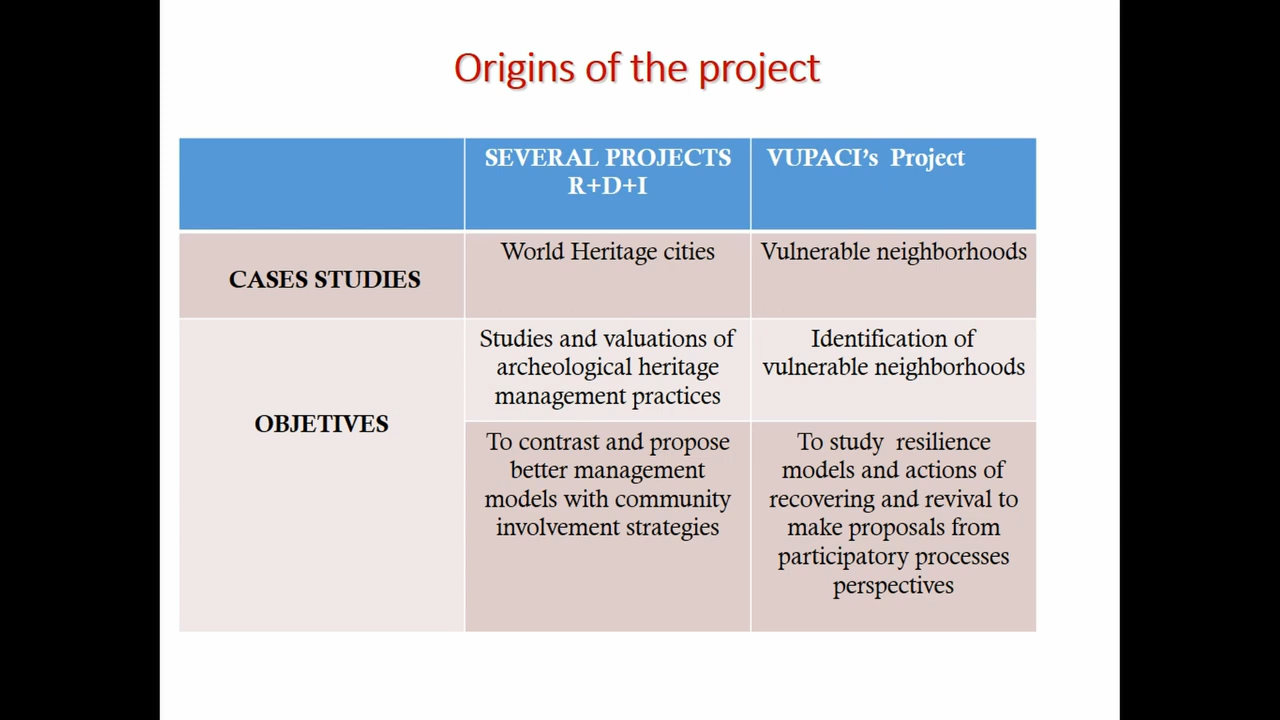 Origins of the project
SEVERAL PROJECTS
R+D+I
VUPACI’s  Project
CASES STUDIES
World Heritage cities
Vulnerable neighborhoods
OBJETIVES
Studies and valuations of
archeological heritage
management practices
Identification of
vulnerable neighborhoods
To contrast and propose
better management
models with community
involvement strategies
To study  resilience
models and actions of
recovering and revival to
make proposals from
participatory processes
perspectives